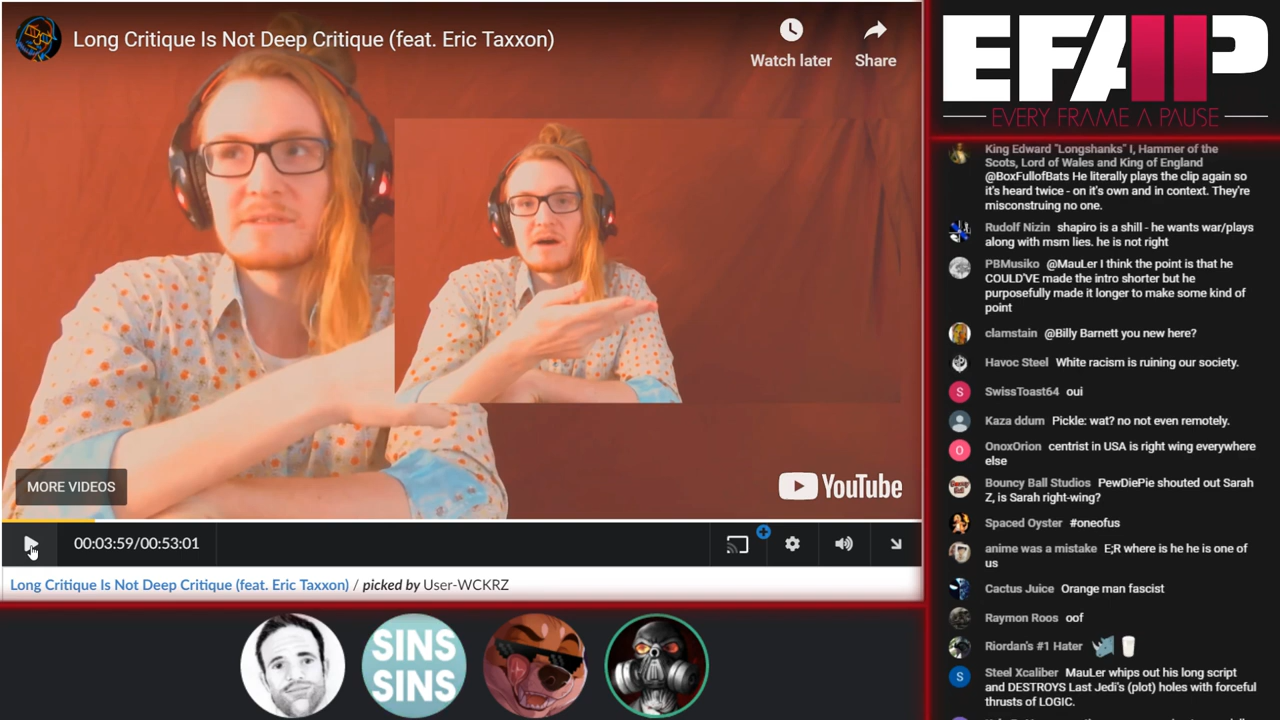 Long Critique Is Not Deep Critique (feat. Eric Taxxon)
Watch later
Share
MORE VIDEOS
YouTube
00:03:59/00:53:01
Long Critique Is Not Deep Critique (feat. Eric Taxxon) / picked by User-WCKRZ
SINS
SINS
EFAP
EVERY FRAME A PAUSE
King Edward "Longshanks" I, Hammer of the
Scots, Lord of Wales and King of England
@BoxFullofBats He literally plays the clip again so
it's heard twice - on it's own and in context. They're
misconstruing no one.
Rudolf Nizin shapiro is a shill - he wants war/plays
along with msm lies. he is not right
PBMusiko @MauLer I think the point is that he
COULD'VE made the intro shorter but he
purposefully made it longer to make some kind of
point
clamstain @Billy Barnett you new here?
Havoc Steel White racism is ruining our society.
S
SwissToast64 oui
Kaza ddum Pickle: wat? no not even remotely.
O
OnoxOrion centrist in USA is right wing everywhere
else
Bouncy Ball Studios PewDiePie shouted out Sarah
Z, is Sarah right-wing?
Spaced Oyster #oneofus
anime was a mistake E;R where is he he is one of
us
Cactus Juice Orange man fascist
Raymon Roos oof
Riordan's #1 Hater
S
Steel Xcaliber MauLer whips out his long script
and DESTROYS Last Jedi's (plot) holes with forceful
thrusts of LOGIC.